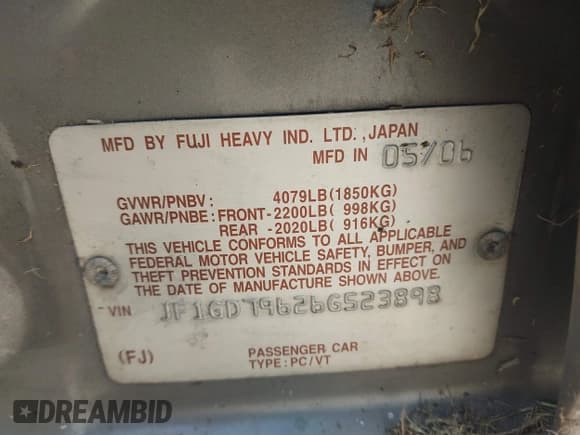 MFD BY FUJI HEAVY IND. LTD., JAPAN
MFD IN 05/06
GVWR/PNBV: 4079LB(1850KG)
GAWR/PNBE: FRONT-2200LB( 998KG)
REAR -2020LB( 916KG)
THIS VEHICLE CONFORMS TO ALL APPLICABLE
FEDERAL MOTOR VEHICLE SAFETY, BUMPER, AND
THEFT PREVENTION STANDARDS IN EFFECT ON
THE DATE OF MANUFACTURE SHOWN ABOVE.
VIN JF1GD79626G523898
(FJ) PASSENGER CAR
TYPE: PC/VT
DREAMBID